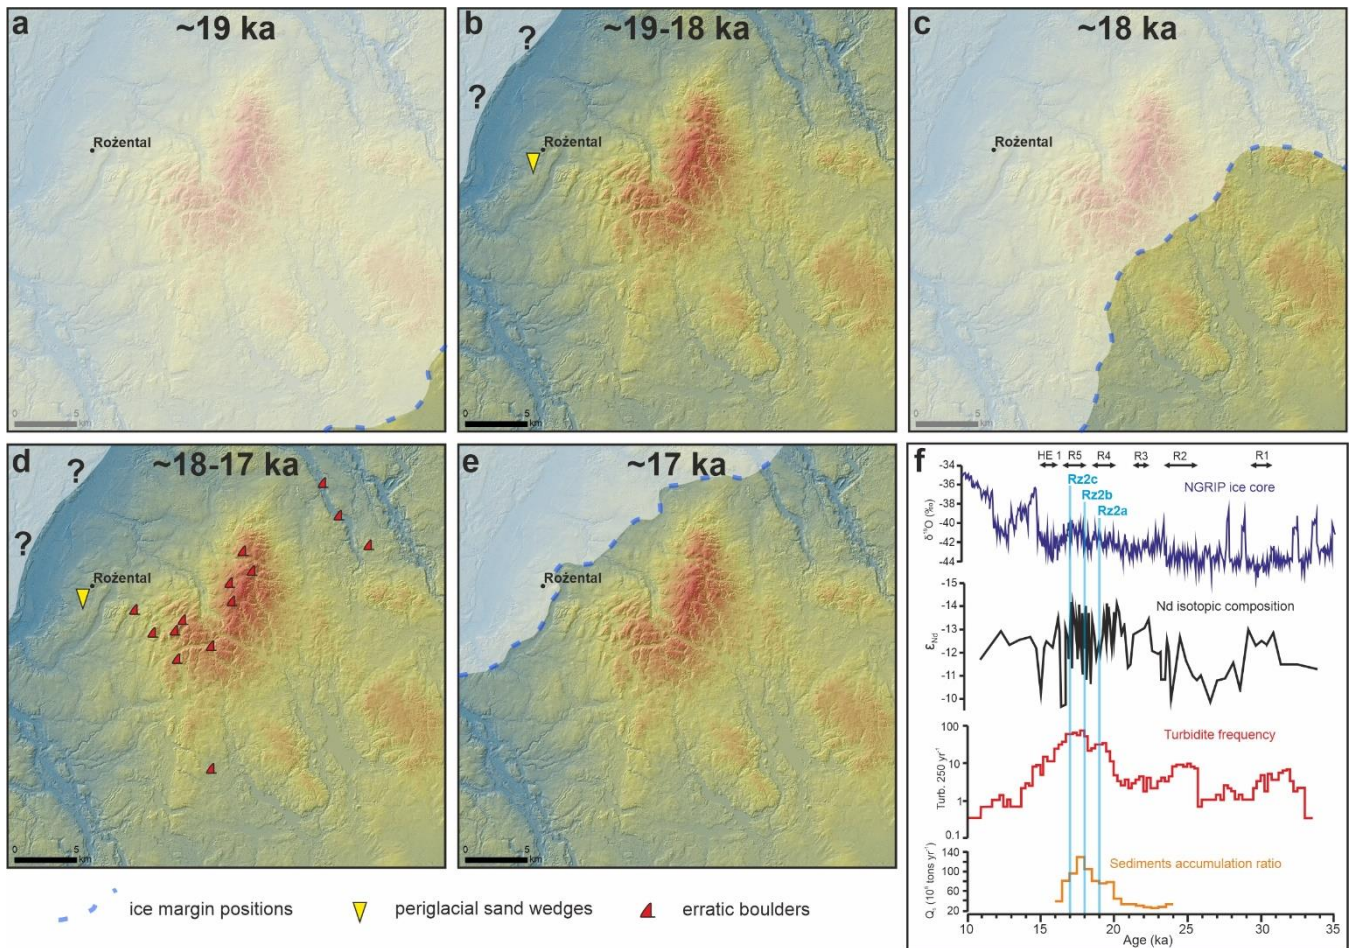 a
~19 ka
Rożental
0 5
km
b
~19-18 ka
?
?
Rożental
0 5
km
c
~18 ka
Rożental
0 5
km
d
~18-17 ka
?
?
Rożental
0 5
km
e
~17 ka
Rożental
0 5
km
f
HE 1 R5 R4 R3 R2 R1
Rz2c
Rz2b
Rz2a
NGRIP ice core
δ¹⁸O (‰)
-34
-36
-38
-40
-42
-44
Nd isotopic composition
εNd
-15
-14
-13
-12
-11
-10
Turbidite frequency
Turb. 250 yr⁻¹
100
10
1
0.1
Sediments accumulation ratio
Qs (10⁶ tons yr⁻¹)
140
100
60
20
10 15 20 25 30 35
Age (ka)
ice margin positions
periglacial sand wedges
erratic boulders